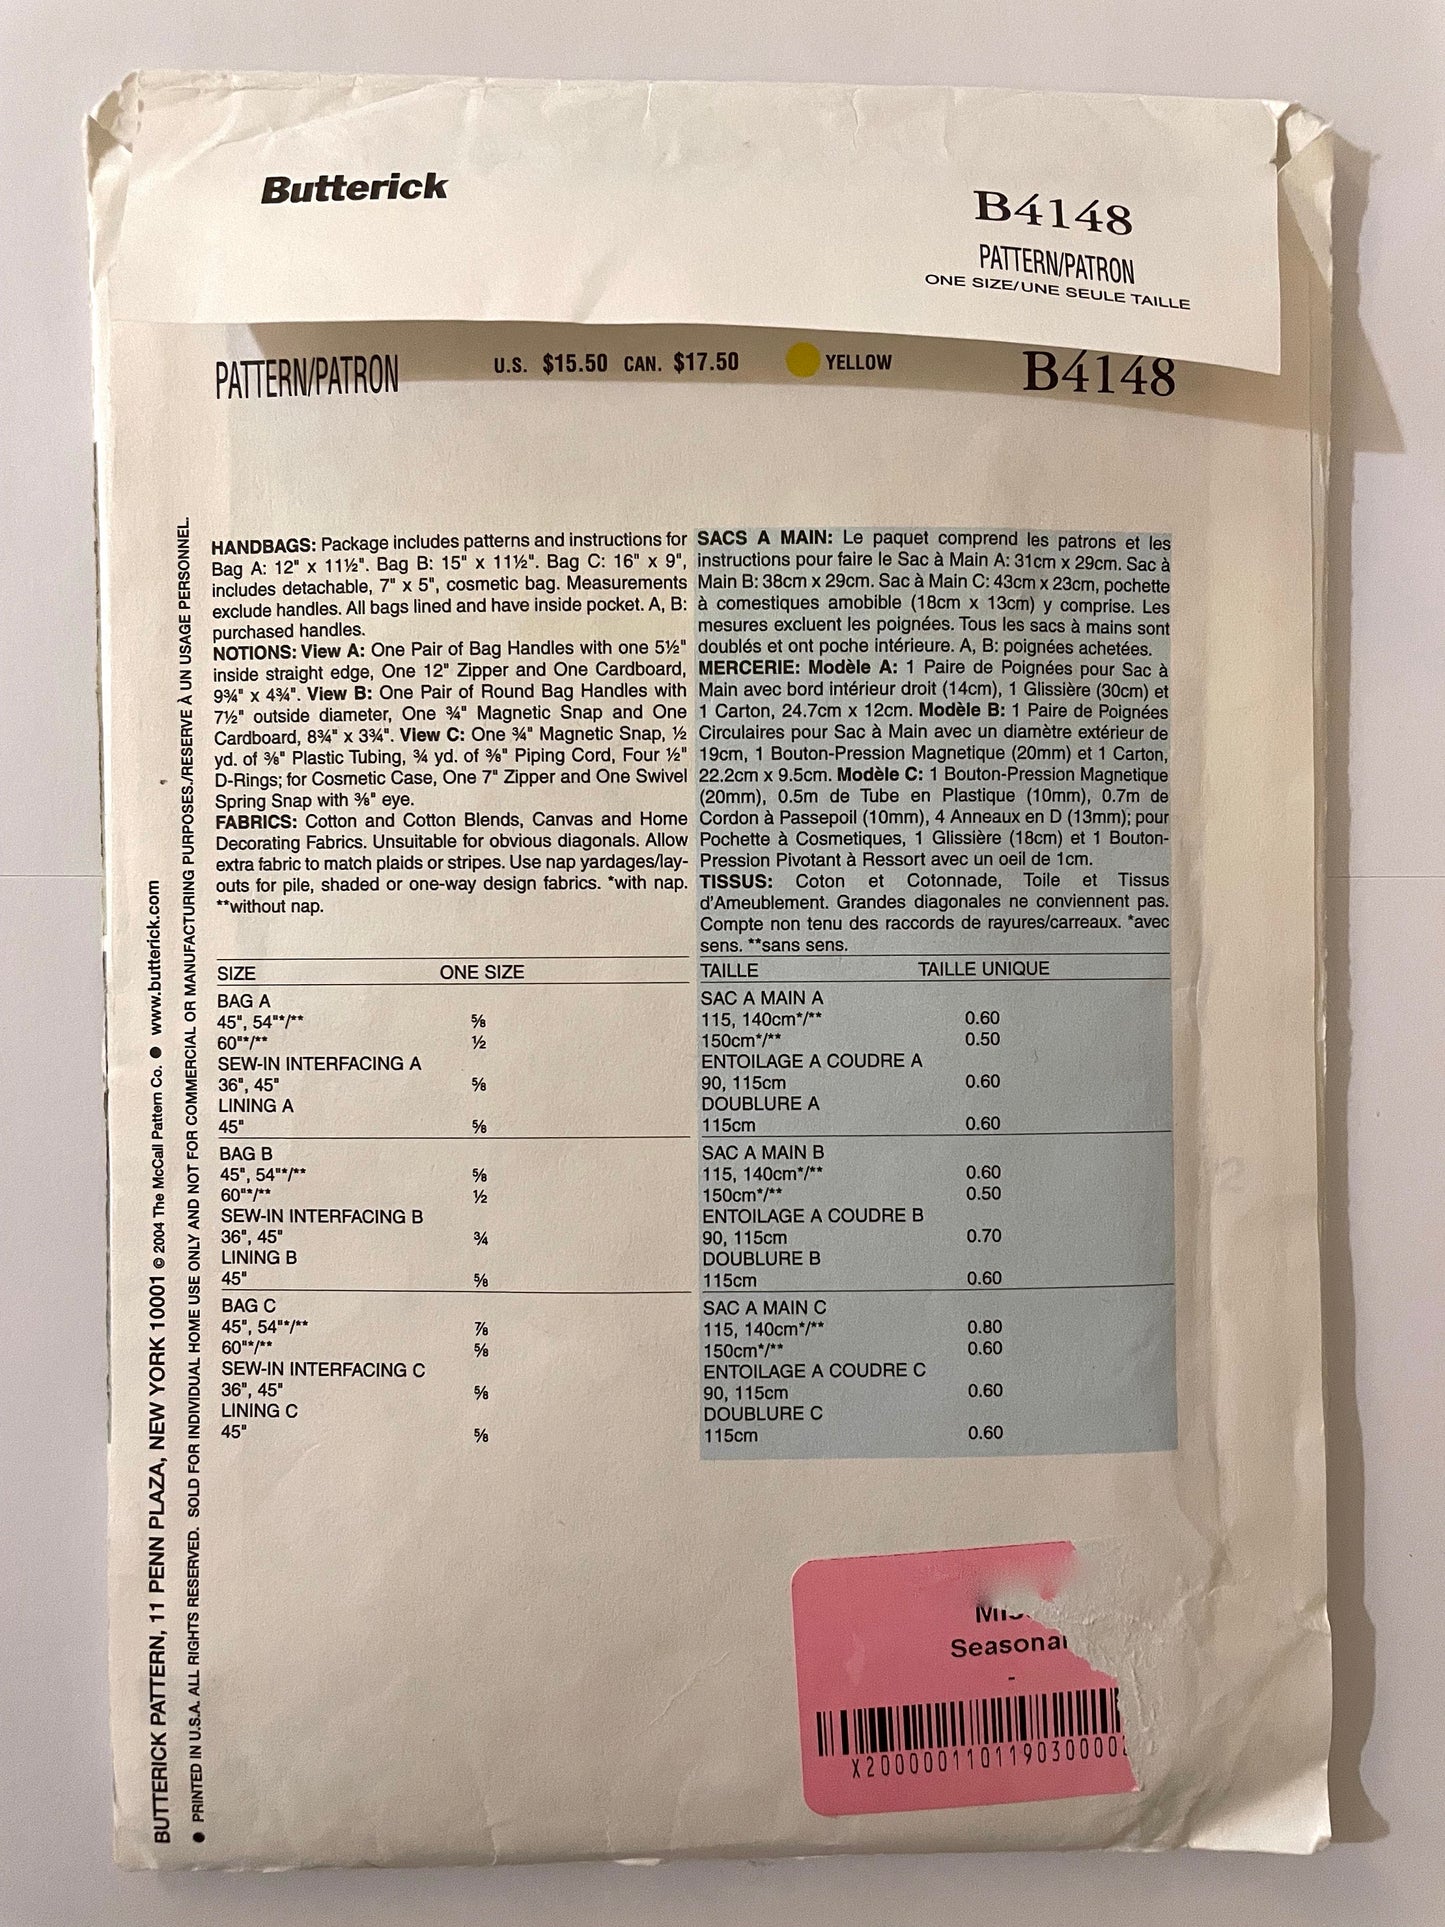 Butterick
B4148
PATTERN/PATRON
ONE SIZE/UNE SEULE TAILLE
PATTERN/PATRON U.S. $15.50 CAN. $17.50 YELLOW B4148
HANDBAGS: Package includes patterns and instructions for
Bag A: 12" x 11½". Bag B: 15" x 11½". Bag C: 16" x 9",
includes detachable, 7" x 5", cosmetic bag. Measurements
exclude handles. All bags lined and have inside pocket. A, B:
purchased handles.
NOTIONS: View A: One Pair of Bag Handles with one 5½"
inside straight edge, One 12" Zipper and One Cardboard,
9¾" x 4¾". View B: One Pair of Round Bag Handles with
7½" outside diameter, One ¾" Magnetic Snap and One
Cardboard, 8¾" x 3¾". View C: One ¾" Magnetic Snap, ½
yd. of ⅜" Plastic Tubing, ¾ yd. of ⅜" Piping Cord, Four ½"
D-Rings; for Cosmetic Case, One 7" Zipper and One Swivel
Spring Snap with ⅜" eye.
FABRICS: Cotton and Cotton Blends, Canvas and Home
Decorating Fabrics. Unsuitable for obvious diagonals. Allow
extra fabric to match plaids or stripes. Use nap yardages/lay-
outs for pile, shaded or one-way design fabrics. *with nap.
**without nap.
SIZE ONE SIZE
BAG A
45", 54"*/** ⅝
60"*/** ½
SEW-IN INTERFACING A
36", 45" ⅝
LINING A
45" ⅝
BAG B
45", 54"*/** ⅝
60"*/** ½
SEW-IN INTERFACING B
36", 45" ¾
LINING B
45" ⅝
BAG C
45", 54"*/** ⅞
60"*/** ⅝
SEW-IN INTERFACING C
36", 45" ⅝
LINING C
45" ⅝
SACS A MAIN: Le paquet comprend les patrons et les
instructions pour faire le Sac à Main A: 31cm x 29cm. Sac à
Main B: 38cm x 29cm. Sac à Main C: 43cm x 23cm, pochette
à comestiques amobible (18cm x 13cm) y comprise. Les
mesures excluent les poignées. Tous les sacs à mains sont
doublés et ont poche intérieure. A, B: poignées achetées.
MERCERIE: Modèle A: 1 Paire de Poignées pour Sac à
Main avec bord intérieur droit (14cm), 1 Glissière (30cm) et
1 Carton, 24.7cm x 12cm. Modèle B: 1 Paire de Poignées
Circulaires pour Sac à Main avec un diamètre extérieur de
19cm, 1 Bouton-Pression Magnetique (20mm) et 1 Carton,
22.2cm x 9.5cm. Modèle C: 1 Bouton-Pression Magnetique
(20mm), 0.5m de Tube en Plastique (10mm), 0.7m de
Cordon à Passepoil (10mm), 4 Anneaux en D (13mm); pour
Pochette à Cosmetiques, 1 Glissière (18cm) et 1 Bouton-
Pression Pivotant à Ressort avec un oeil de 1cm.
TISSUS: Coton et Cotonnade, Toile et Tissus
d'Ameublement. Grandes diagonales ne conviennent pas.
Compte non tenu des raccords de rayures/carreaux. *avec
sens. **sans sens.
TAILLE TAILLE UNIQUE
SAC A MAIN A
115, 140cm*/** 0.60
150cm*/** 0.50
ENTOILAGE A COUDRE A
90, 115cm 0.60
DOUBLURE A
115cm 0.60
SAC A MAIN B
115, 140cm*/** 0.60
150cm*/** 0.50
ENTOILAGE A COUDRE B
90, 115cm 0.70
DOUBLURE B
115cm 0.60
SAC A MAIN C
115, 140cm*/** 0.80
150cm*/** 0.60
ENTOILAGE A COUDRE C
90, 115cm 0.60
DOUBLURE C
115cm 0.60
BUTTERICK PATTERN, 11 PENN PLAZA, NEW YORK 10001 © 2004 The McCall Pattern Co. ● www.butterick.com
● PRINTED IN U.S.A. ALL RIGHTS RESERVED. SOLD FOR INDIVIDUAL HOME USE ONLY AND NOT FOR COMMERCIAL OR MANUFACTURING PURPOSES./RESERVE À UN USAGE PERSONNEL.
Seasonal
-
X20000011011903000